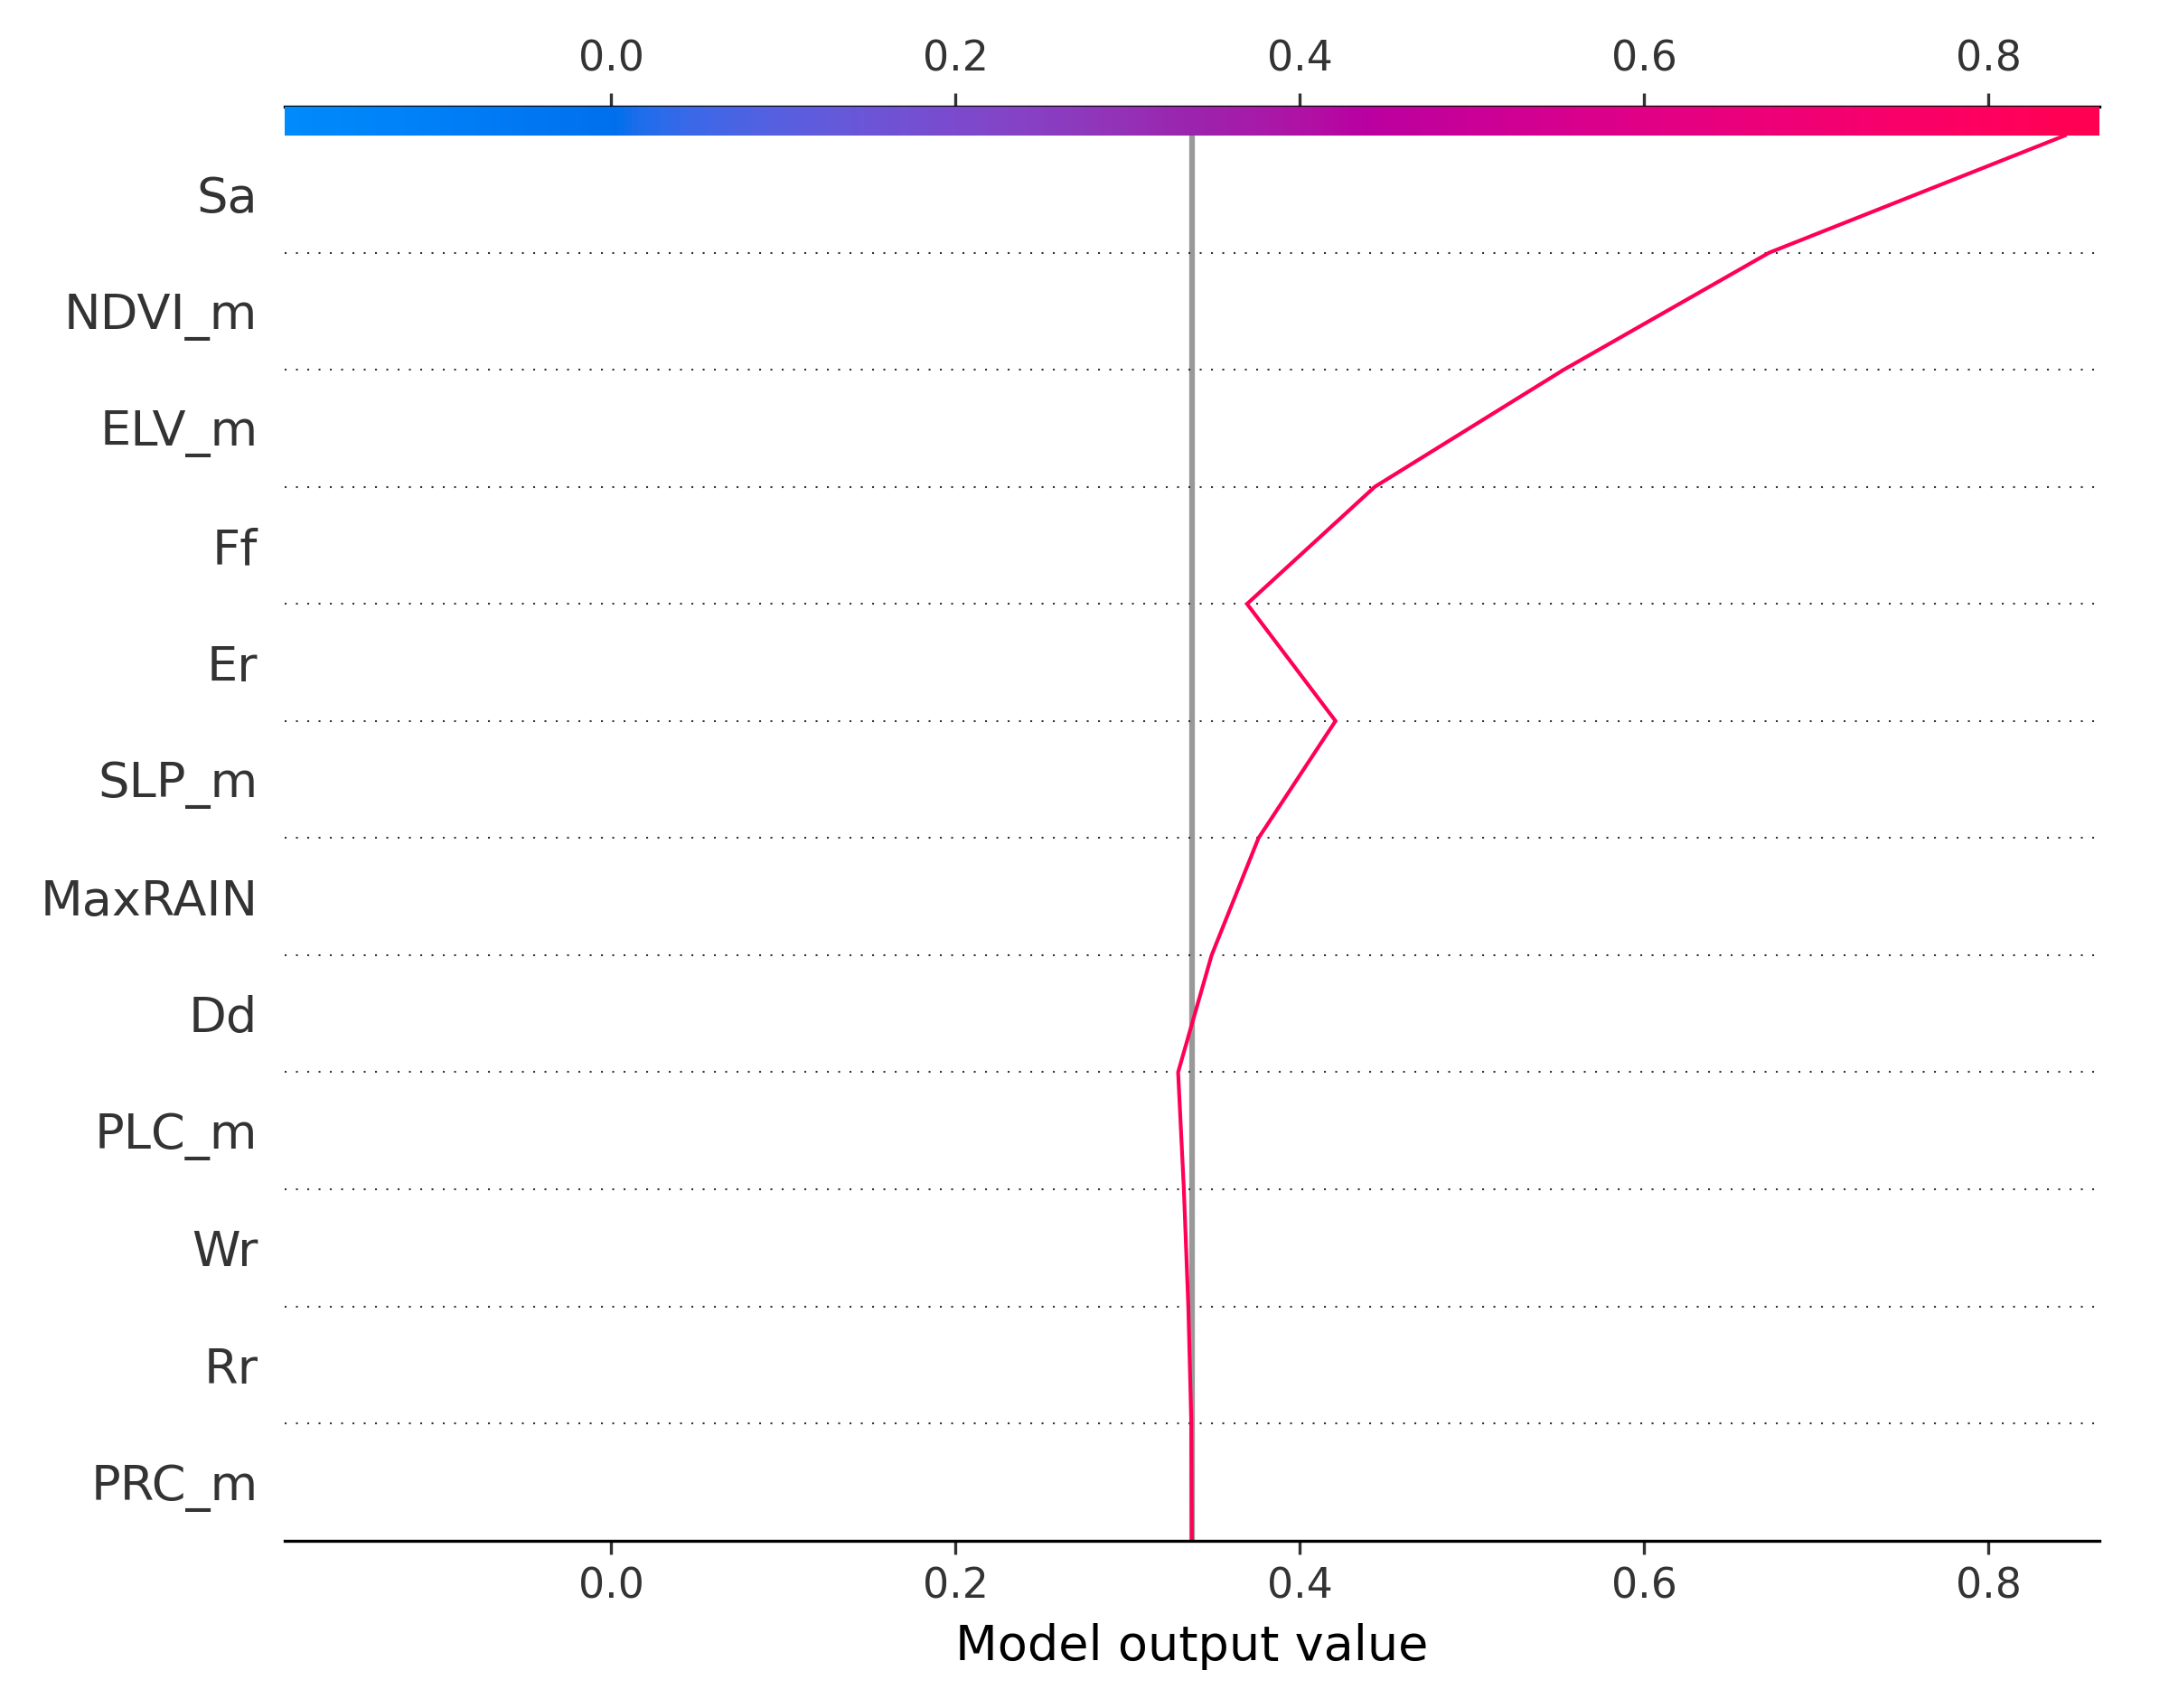 0.0 0.2 0.4 0.6 0.8
Sa
NDVI_m
ELV_m
Ff
Er
SLP_m
MaxRAIN
Dd
PLC_m
Wr
Rr
PRC_m
0.0 0.2 0.4 0.6 0.8
Model output value